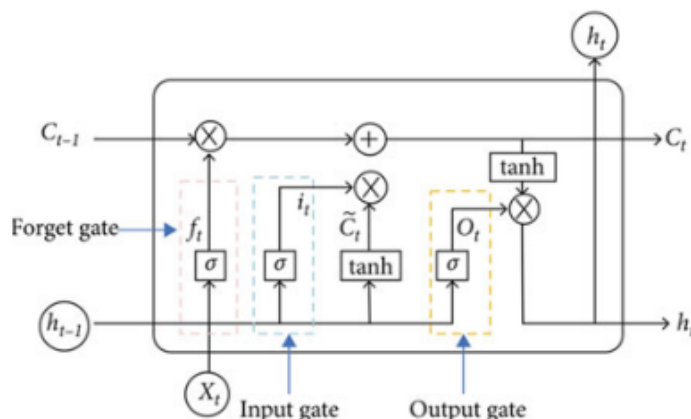 h_t
C_{t-1}
C_t
tanh
Forget gate
f_t
i_t
C̃_t
O_t
σ
σ
tanh
σ
h_{t-1}
X_t
Input gate
Output gate